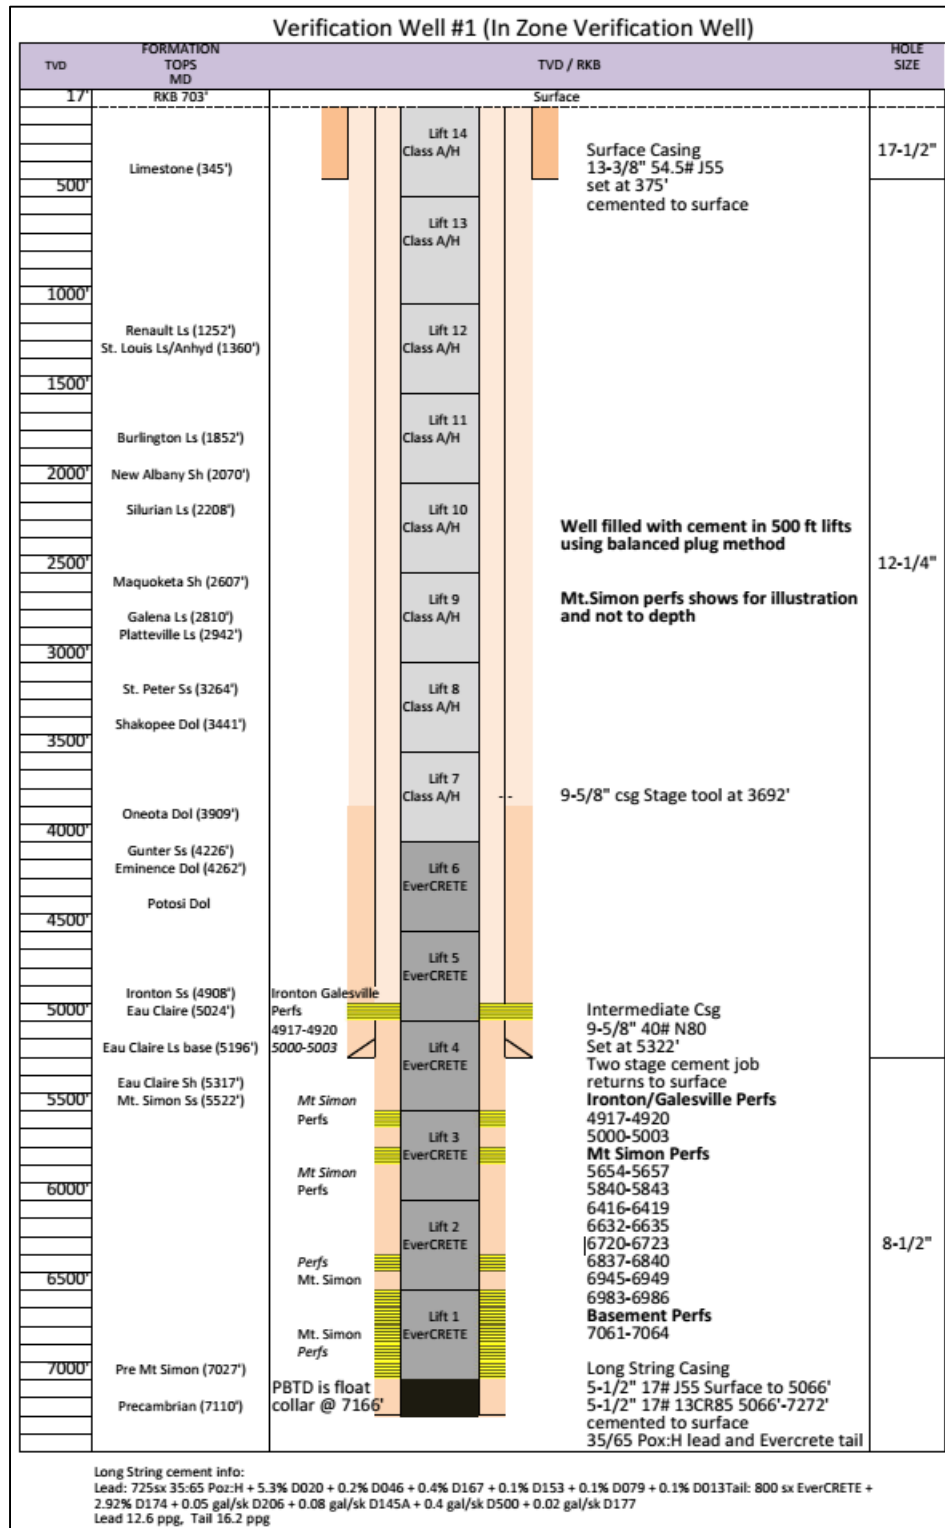 Verification Well #1 (In Zone Verification Well)
TVD
FORMATION
TOPS
MD
TVD / RKB
HOLE
SIZE
17'
RKB 703'
Surface
Lift 14
Class A/H
Surface Casing
13-3/8" 54.5# J55
set at 375'
cemented to surface
17-1/2"
Limestone (345')
500'
Lift 13
Class A/H
1000'
Renault Ls (1252')
St. Louis Ls/Anhyd (1360')
Lift 12
Class A/H
1500'
Lift 11
Class A/H
Burlington Ls (1852')
2000'
New Albany Sh (2070')
Silurian Ls (2208')
Lift 10
Class A/H
Well filled with cement in 500 ft lifts
using balanced plug method
2500'
12-1/4"
Maquoketa Sh (2607')
Lift 9
Class A/H
Mt.Simon perfs shows for illustration
and not to depth
Galena Ls (2810')
Platteville Ls (2942')
3000'
St. Peter Ss (3264')
Lift 8
Class A/H
Shakopee Dol (3441')
3500'
Lift 7
Class A/H
--
9-5/8" csg Stage tool at 3692'
Oneota Dol (3909')
4000'
Gunter Ss (4226')
Eminence Dol (4262')
Lift 6
EverCRETE
Potosi Dol
4500'
Lift 5
EverCRETE
Ironton Ss (4908')
Ironton Galesville
5000'
Eau Claire (5024')
Perfs
4917-4920
5000-5003
Intermediate Csg
9-5/8" 40# N80
Set at 5322'
Two stage cement job
returns to surface
Eau Claire Ls base (5196')
Lift 4
EverCRETE
Eau Claire Sh (5317')
5500'
Mt. Simon Ss (5522')
Mt Simon
Perfs
Ironton/Galesville Perfs
4917-4920
5000-5003
Mt Simon Perfs
5654-5657
5840-5843
6416-6419
6632-6635
6720-6723
6837-6840
6945-6949
6983-6986
Basement Perfs
7061-7064
Lift 3
EverCRETE
Mt Simon
Perfs
6000'
Lift 2
EverCRETE
8-1/2"
Perfs
Mt. Simon
6500'
Lift 1
EverCRETE
Mt. Simon
Perfs
7000'
Pre Mt Simon (7027')
Long String Casing
5-1/2" 17# J55 Surface to 5066'
5-1/2" 17# 13CR85 5066'-7272'
cemented to surface
35/65 Pox:H lead and Evercrete tail
PBTD is float
collar @ 7166'
Precambrian (7110')
Long String cement info:
Lead: 725sx 35:65 Poz:H + 5.3% D020 + 0.2% D046 + 0.4% D167 + 0.1% D153 + 0.1% D079 + 0.1% D013Tail: 800 sx EverCRETE +
2.92% D174 + 0.05 gal/sk D206 + 0.08 gal/sk D145A + 0.4 gal/sk D500 + 0.02 gal/sk D177
Lead 12.6 ppg, Tail 16.2 ppg